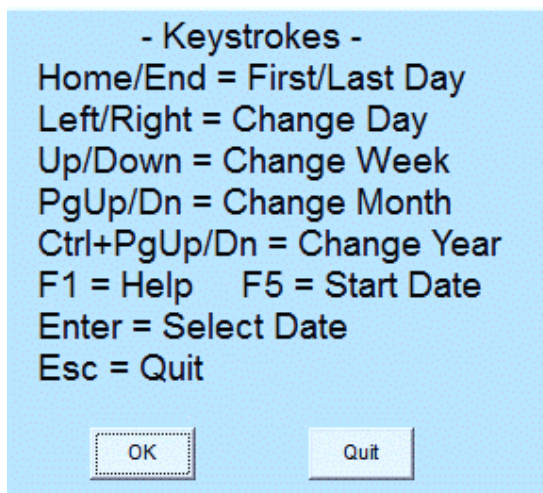 - Keystrokes -
Home/End = First/Last Day
Left/Right = Change Day
Up/Down = Change Week
PgUp/Dn = Change Month
Ctrl+PgUp/Dn = Change Year
F1 = Help F5 = Start Date
Enter = Select Date
Esc = Quit
OK Quit